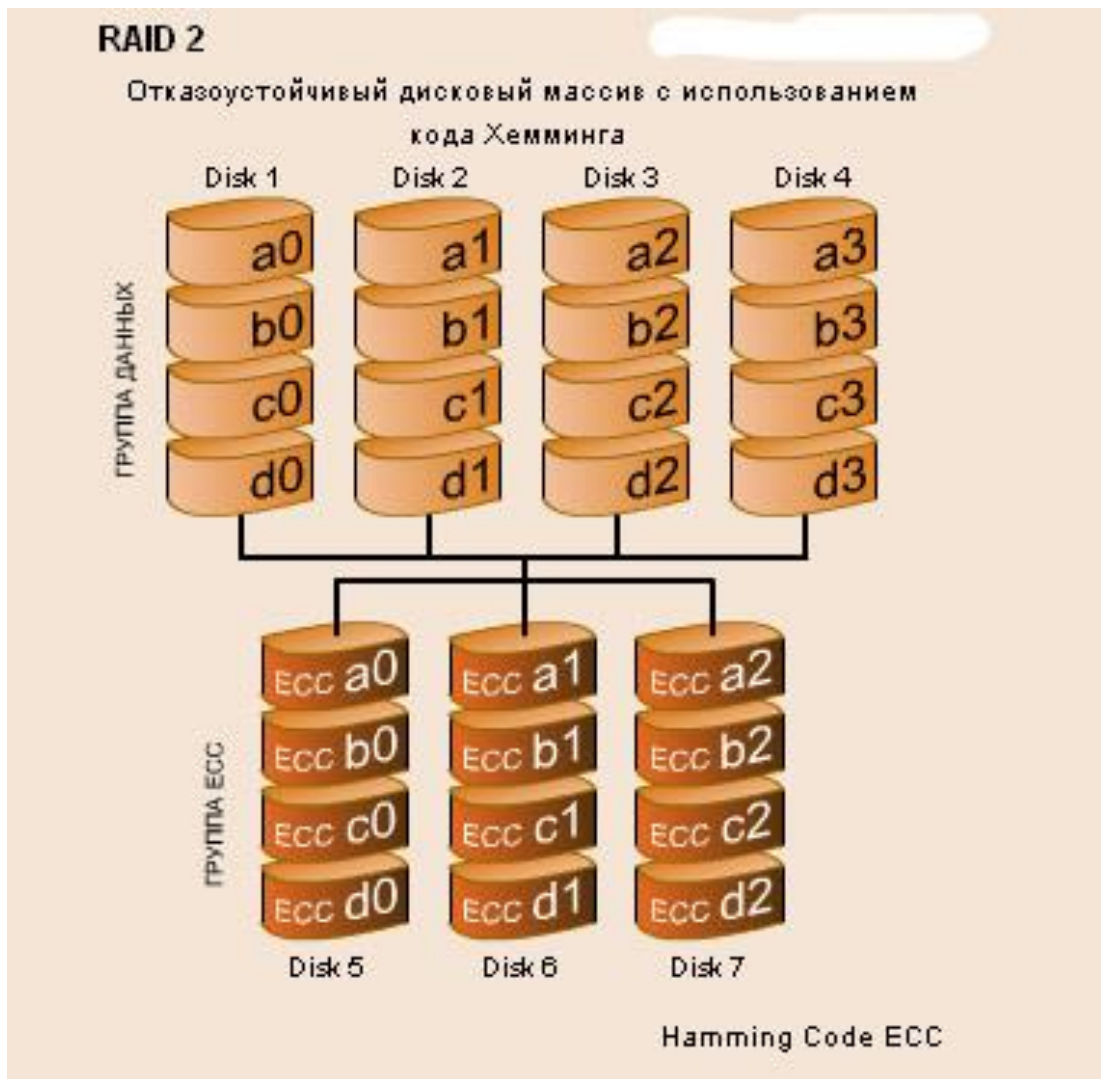 RAID 2
Отказоустойчивый дисковый массив с использованием
кода Хемминга
Disk 1 Disk 2 Disk 3 Disk 4
ГРУППА ДАННЫХ
a0 a1 a2 a3
b0 b1 b2 b3
c0 c1 c2 c3
d0 d1 d2 d3
ГРУППА ECC
ECC a0 ECC a1 ECC a2
ECC b0 ECC b1 ECC b2
ECC c0 ECC c1 ECC c2
ECC d0 ECC d1 ECC d2
Disk 5 Disk 6 Disk 7
Hamming Code ECC